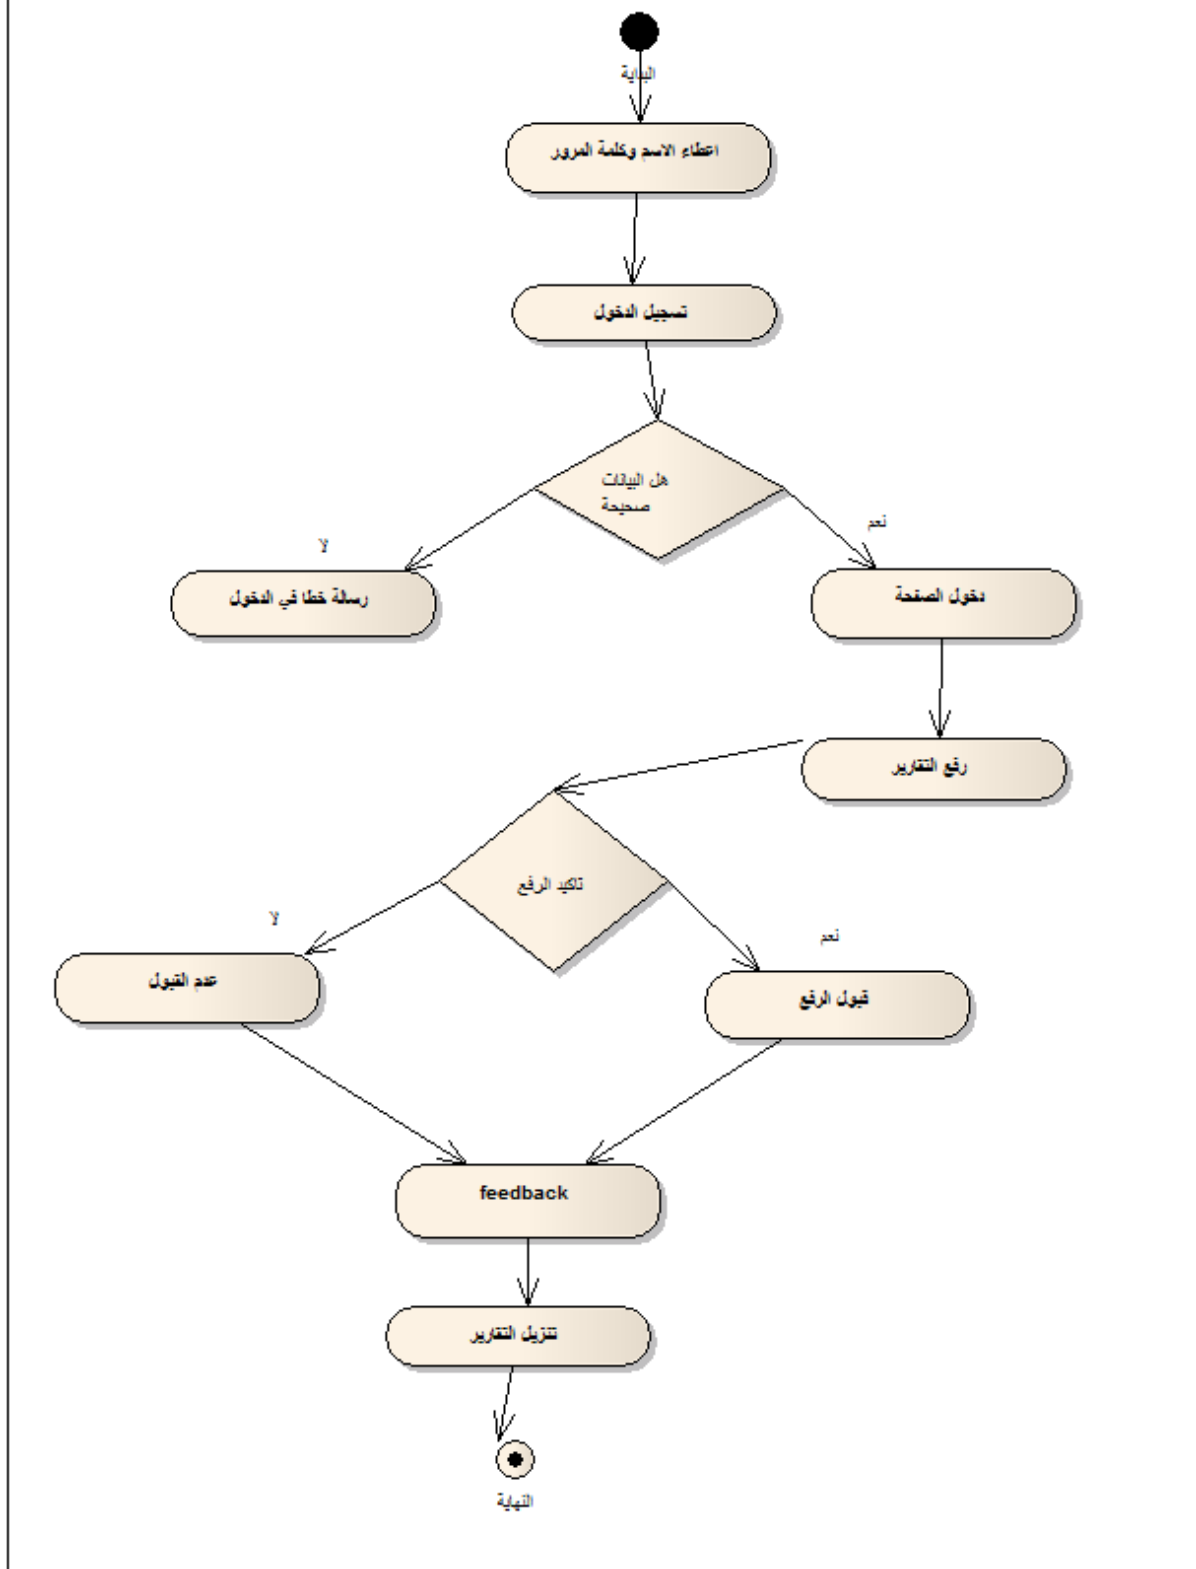 البداية
اعطاء الاسم وكلمة المرور
تسجيل الدخول
هل البيانات
صحيحة
نعم
لا
دخول الصفحة
رسالة خطا في الدخول
رفع التقارير
تاكيد الرفع
نعم
لا
قبول الرفع
عدم القبول
feedback
تنزيل التقارير
النهاية